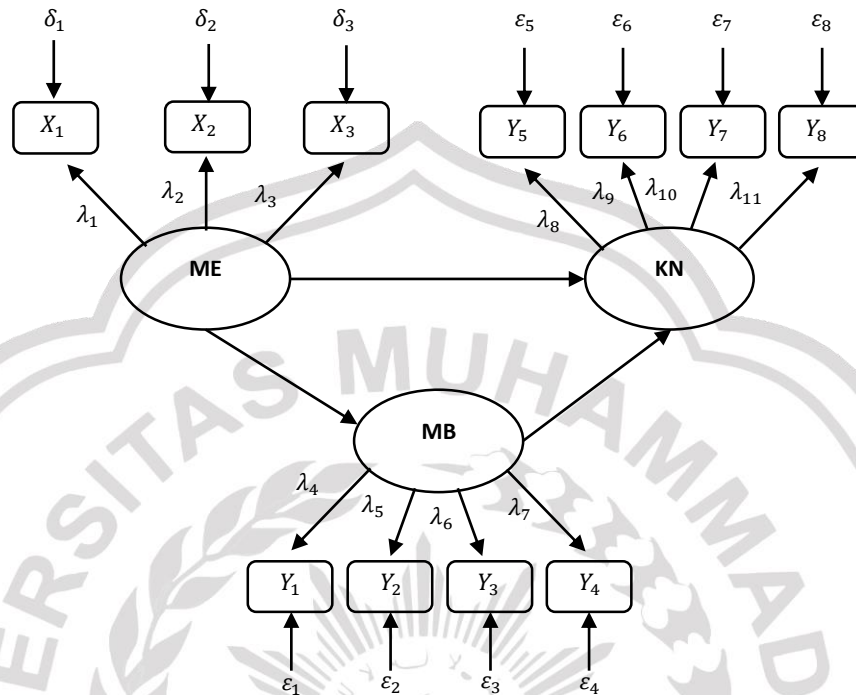 δ₁ δ₂ δ₃ ε₅ ε₆ ε₇ ε₈
X₁ X₂ X₃ Y₅ Y₆ Y₇ Y₈
λ₁ λ₂ λ₃ λ₈ λ₉ λ₁₀ λ₁₁
ME KN
MB
λ₄ λ₅ λ₆ λ₇
Y₁ Y₂ Y₃ Y₄
ε₁ ε₂ ε₃ ε₄
ERSITAS MUHAMMAD